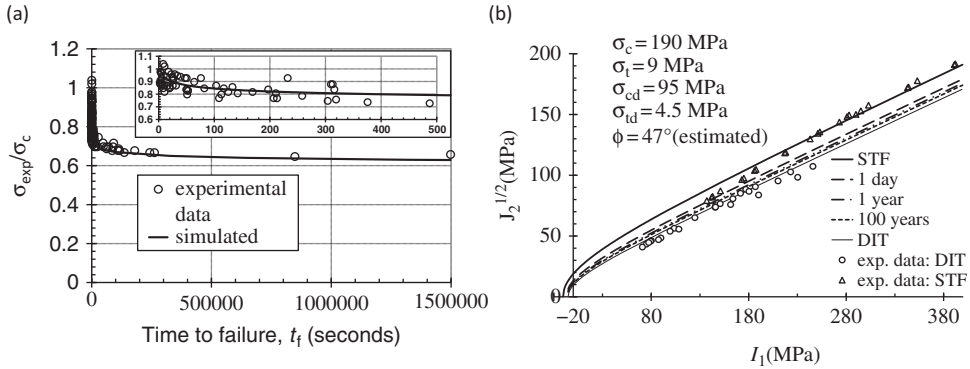 (a)
1.2
1
0.8
0.6
0.4
0.2
0
σexp/σc
1.1
1
0.9
0.8
0.7
0.6
0.5
0 100 200 300 400 500
experimental
data
simulated
0 500000 1000000 1500000
Time to failure, tf (seconds)
(b)
200
150
100
50
0
J₂^1/2(MPa)
σc = 190 MPa
σt = 9 MPa
σcd = 95 MPa
σtd = 4.5 MPa
ϕ = 47° (estimated)
STF
1 day
1 year
100 years
DIT
exp. data: DIT
exp. data: STF
−20 80 180 280 380
I₁(MPa)